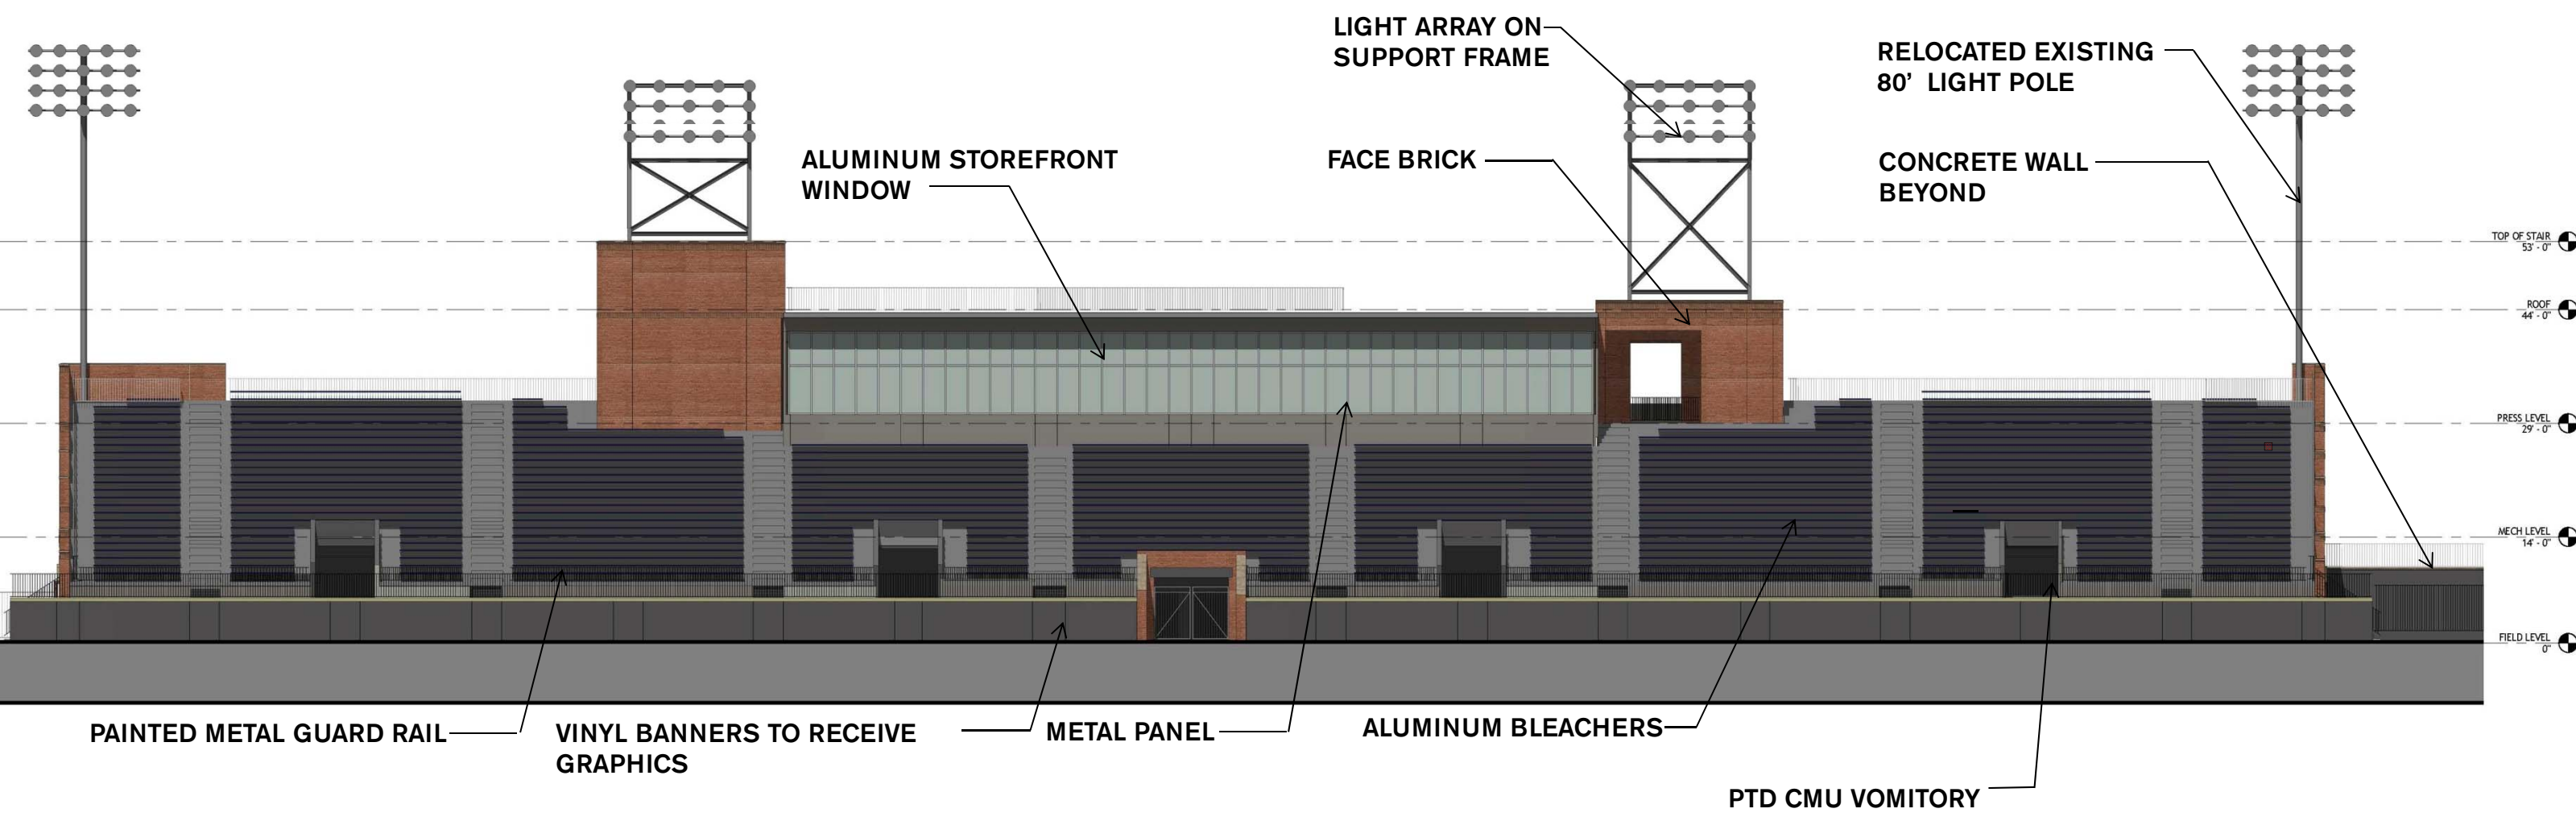 LIGHT ARRAY ON
SUPPORT FRAME
RELOCATED EXISTING
80’ LIGHT POLE
ALUMINUM STOREFRONT
WINDOW
FACE BRICK
CONCRETE WALL
BEYOND
TOP OF STAIR
53' - 0"
ROOF
44' - 0"
PRESS LEVEL
29' - 0"
MECH LEVEL
14' - 0"
FIELD LEVEL
0"
PAINTED METAL GUARD RAIL
VINYL BANNERS TO RECEIVE
GRAPHICS
METAL PANEL
ALUMINUM BLEACHERS
PTD CMU VOMITORY